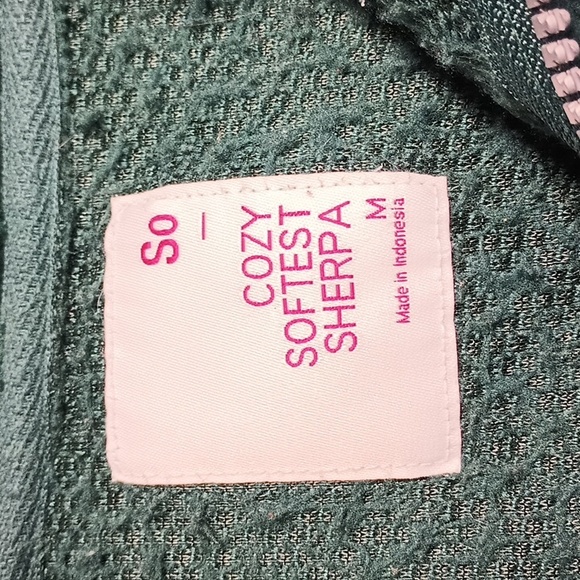 So
COZY
SOFTEST
SHERPA
M
Made in Indonesia